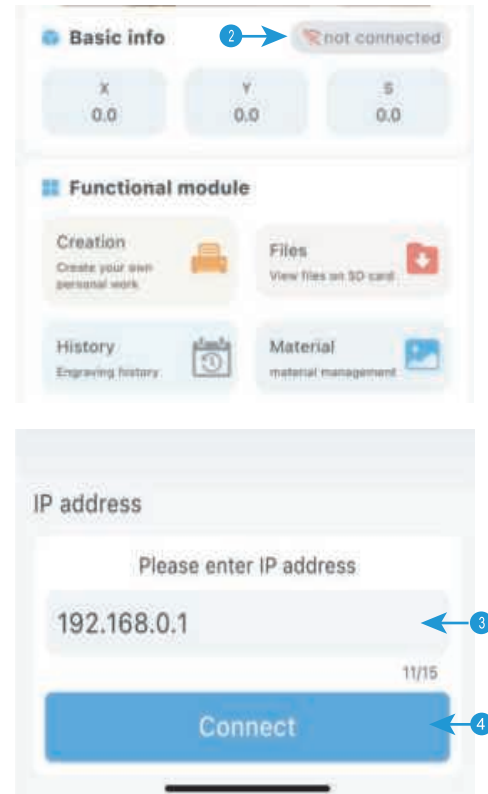 Basic info
2
not connected
X
Y
S
0.0
0.0
0.0
Functional module
Creation
Create your own
personal work
Files
View files on SD card
History
Engraving history
Material
material management
IP address
Please enter IP address
192.168.0.1
3
11/15
Connect
4